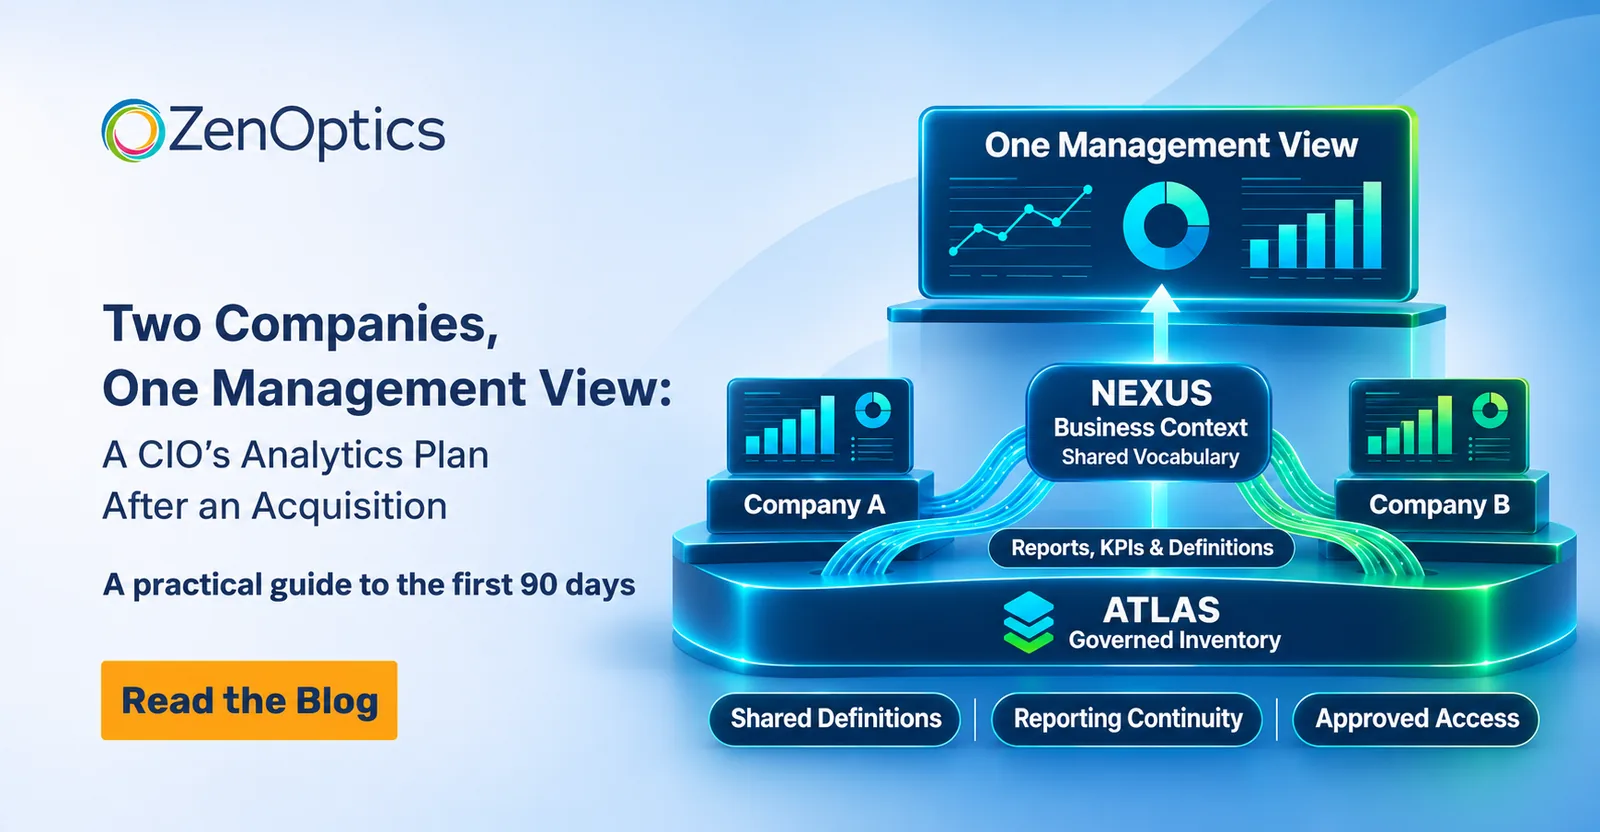 ZenOptics
Two Companies,
One Management View:
A CIO's Analytics Plan
After an Acquisition
A practical guide to the first 90 days
Read the Blog
One Management View
NEXUS
Business Context
Shared Vocabulary
Company A
Company B
Reports, KPIs & Definitions
ATLAS
Governed Inventory
Shared Definitions
Reporting Continuity
Approved Access